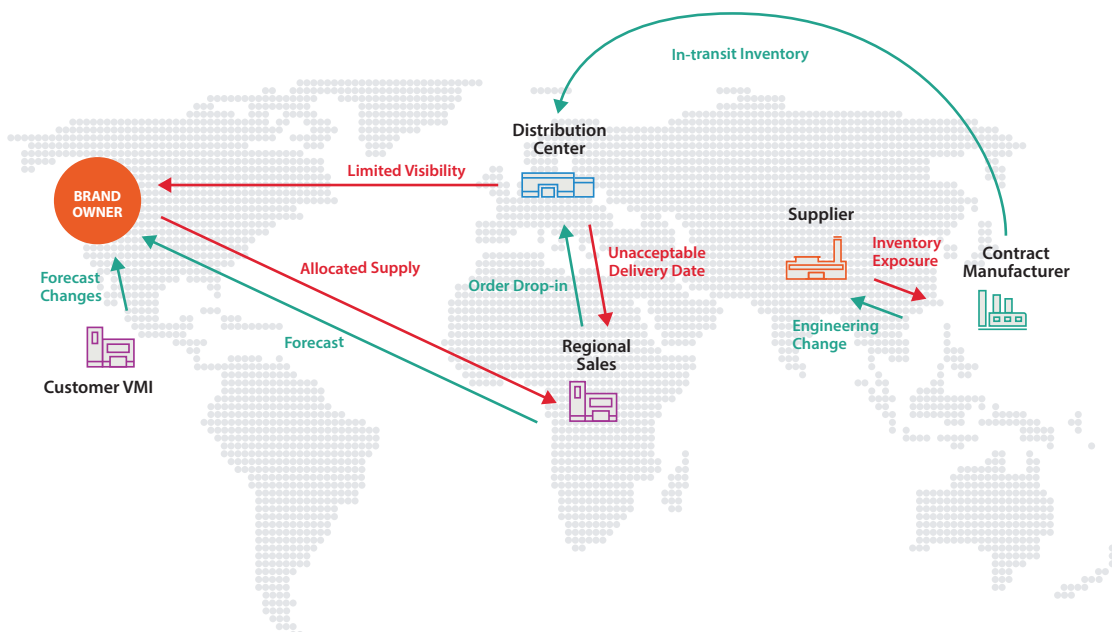 In-transit Inventory
Distribution
Center
Limited Visibility
BRAND
OWNER
Supplier
Unacceptable
Delivery Date
Inventory
Exposure
Contract
Manufacturer
Allocated Supply
Forecast
Changes
Order Drop-in
Engineering
Change
Forecast
Regional
Sales
Customer VMI